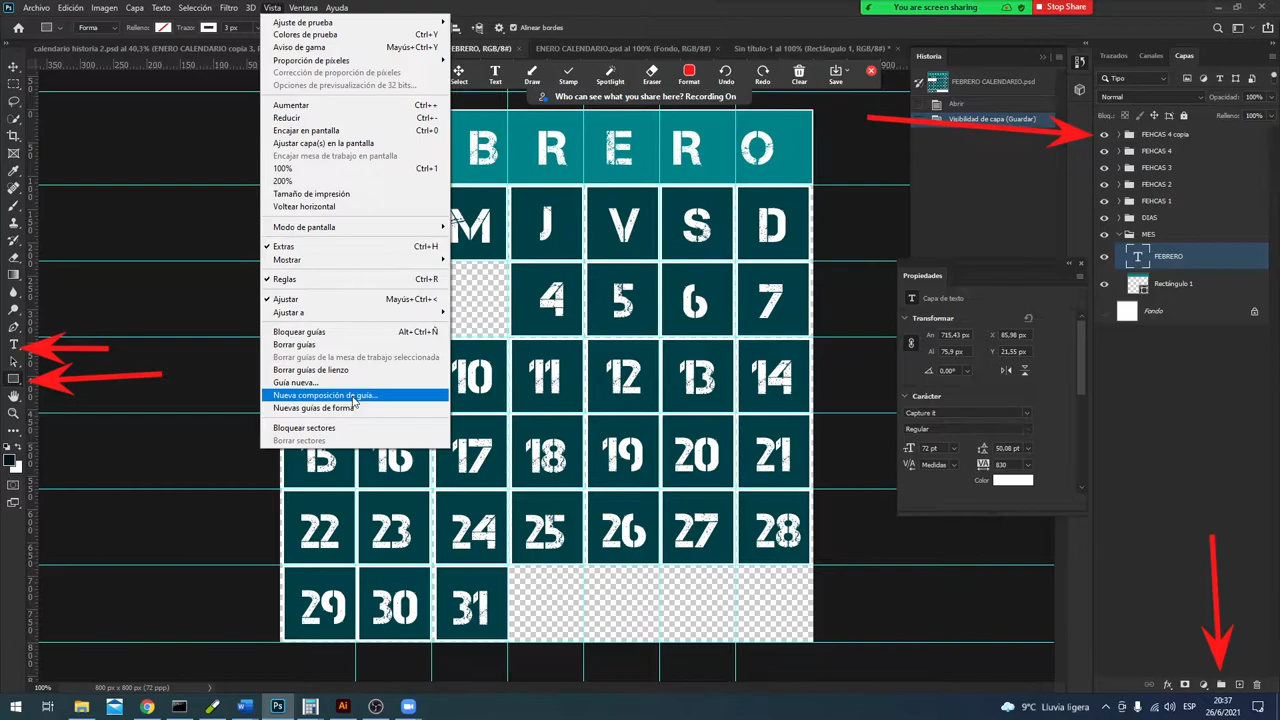 Archivo Edición Imagen Capa Texto Selección Filtro 3D Vista Ventana Ayuda
You are screen sharing
Stop Share
Forma
Relleno:
Trazo:
Alinear bordes
calendario historia 2.psd al 40,3% (ENERO CALENDARIO copia 3,
FEBRERO, RGB/8#)
ENERO CALENDARIO.psd al 100% (Fondo, RGB/8#)
Sin título-1 al 100% (Rectángulo 1, RGB/8#) *
Select Text Draw Stamp Spotlight Eraser Format Undo Redo Clear Save
Who can see what you share here? Recording On
Ajuste de prueba
Colores de prueba Ctrl+Y
Aviso de gama Mayús+Ctrl+Y
Proporción de píxeles
Corrección de proporción de píxeles
Opciones de previsualización de 32 bits...
Aumentar Ctrl++
Reducir Ctrl+-
Encajar en pantalla Ctrl+0
Ajustar capa(s) en la pantalla
Encajar mesa de trabajo en pantalla
100% Ctrl+1
200%
Tamaño de impresión
Voltear horizontal
Modo de pantalla
Extras Ctrl+H
Mostrar
Reglas Ctrl+R
Ajustar Mayús+Ctrl+<
Ajustar a
Bloquear guías Alt+Ctrl+Ñ
Borrar guías
Borrar guías de la mesa de trabajo seleccionada
Borrar guías de lienzo
Guía nueva...
Nueva composición de guía...
Nuevas guías de forma
Bloquear sectores
Borrar sectores
B R E R O
M J V S D
4 5 6 7
10 11 12 13 14
15 16 17 18 19 20 21
22 23 24 25 26 27 28
29 30 31
Historia
FEBRERO CALENDARIO.psd
Abrir
Visibilidad de capa (Guardar)
Propiedades
Capa de texto
Transformar
An 715,43 px X 85,98 px
Al 75,9 px Y 21,55 px
0,00°
Carácter
Capture it
Regular
72 pt 50,08 pt
Medidas 830
Color
Trazados Canales Capas
Tipo
Normal Opacidad: 100%
Bloq.: Relleno: 100%
FEHCAS 4 copia
FEHCAS 4
FEHCAS 3
FEHCAS 2
FEHCAS 1
DIAS
MES
FEBRERO
Rectángulo 1
Fondo
100% 800 px x 800 px (72 ppp)
9°C Lluvia ligera
ESP
20:37
26/6/2021